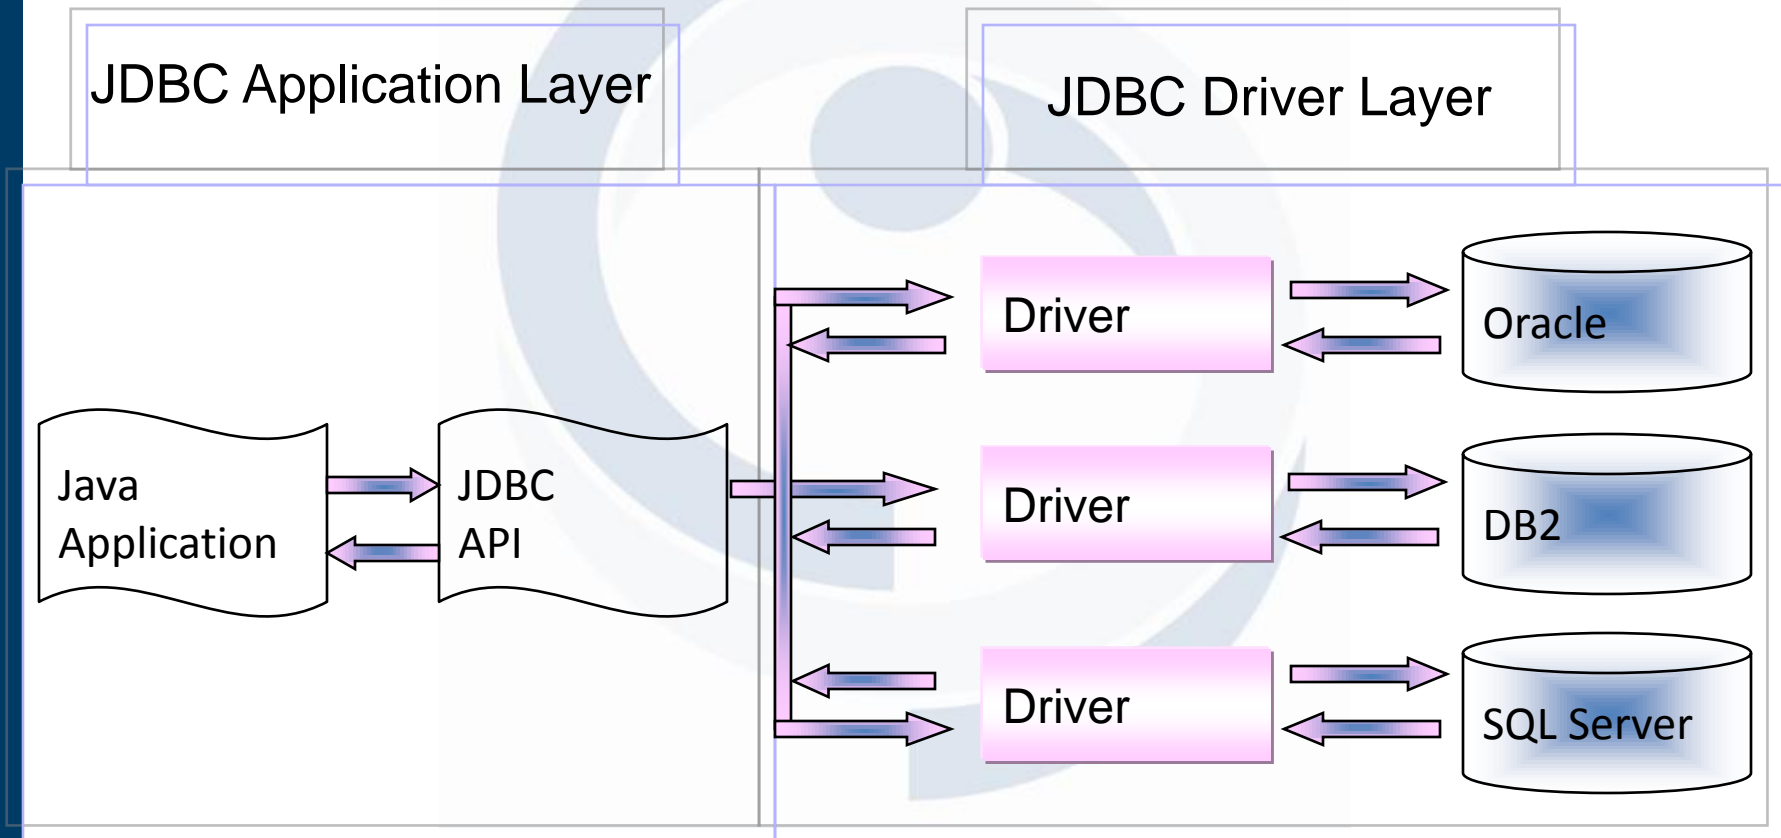 JDBC Application Layer
JDBC Driver Layer
Java
Application
JDBC
API
Driver
Oracle
Driver
DB2
Driver
SQL Server